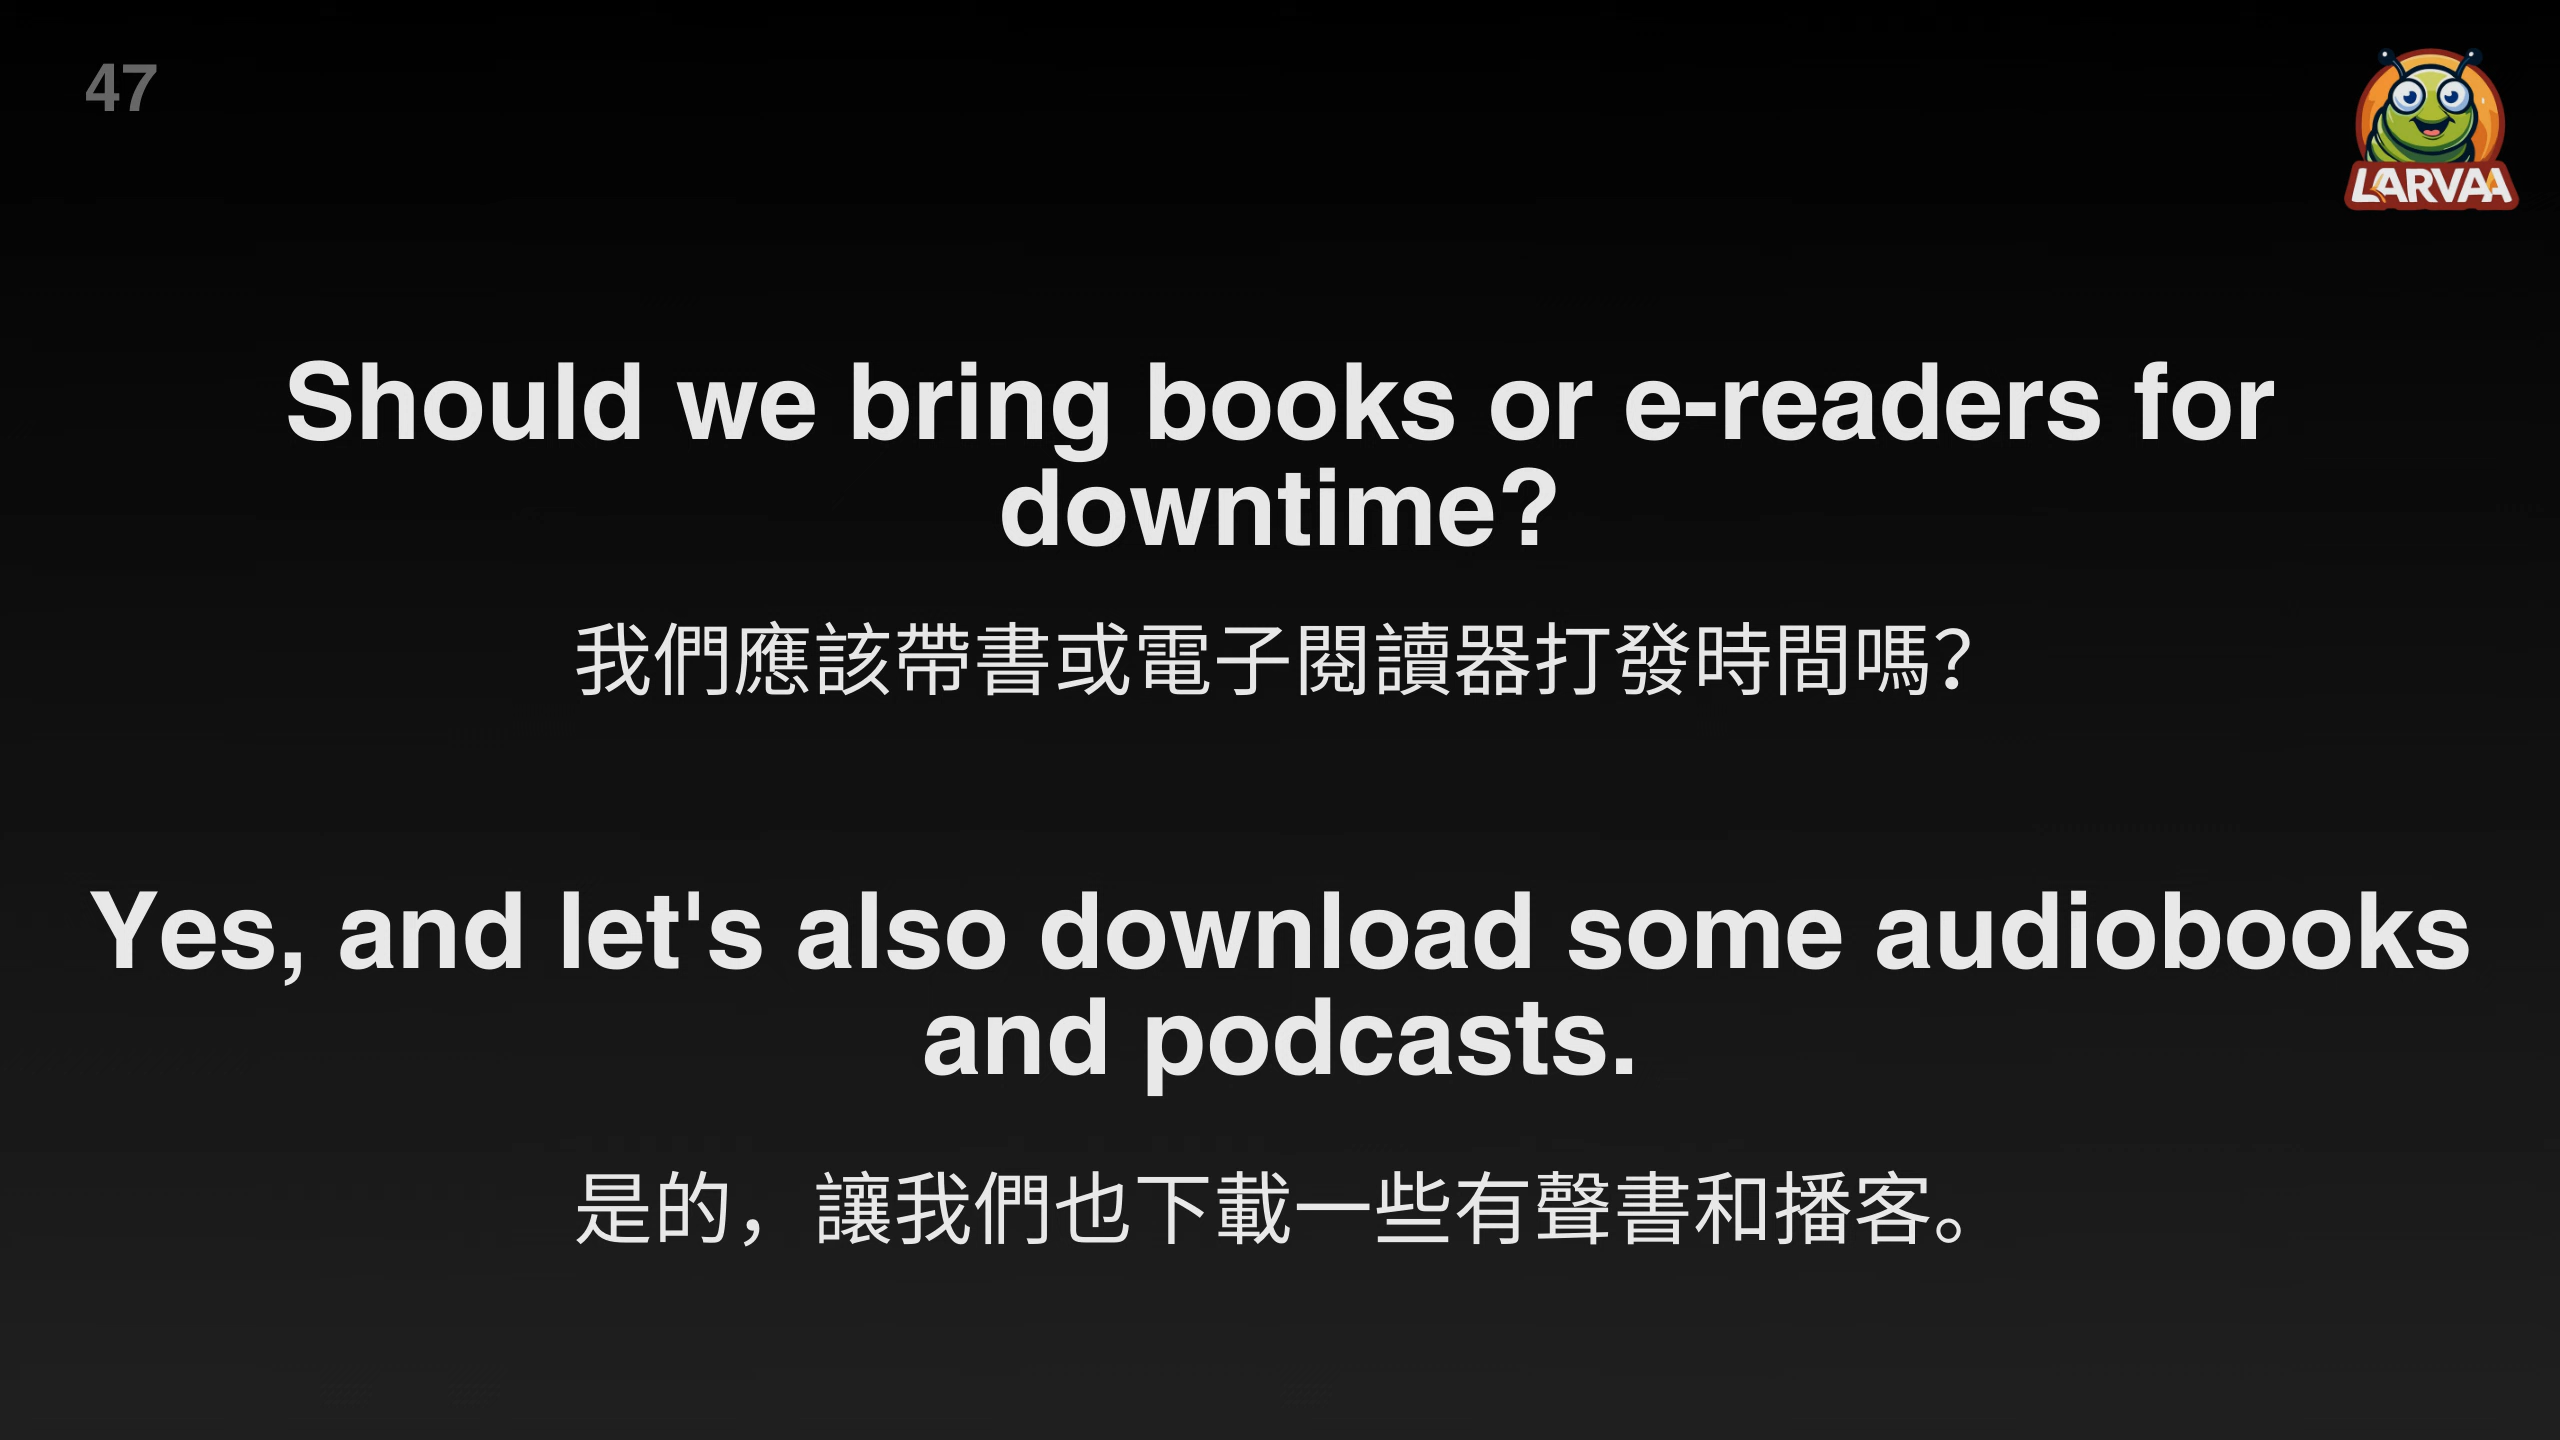 47
LARVAA
Should we bring books or e-readers for
downtime?
我們應該帶書或電子閱讀器打發時間嗎?
Yes, and let's also download some audiobooks
and podcasts.
是的，讓我們也下載一些有聲書和播客。